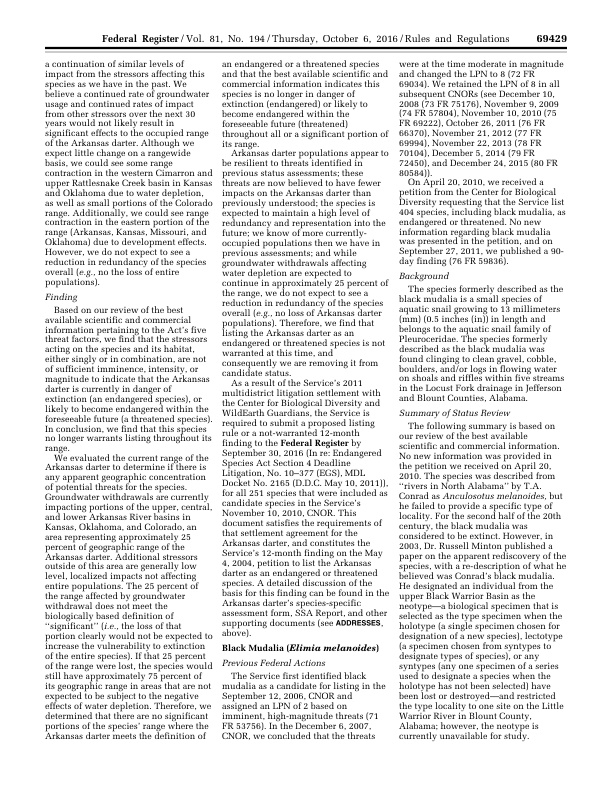 Federal Register / Vol. 81, No. 194 / Thursday, October 6, 2016 / Rules and Regulations 69429
a continuation of similar levels of
impact from the stressors affecting this
species as we have in the past. We
believe a continued rate of groundwater
usage and continued rates of impact
from other stressors over the next 30
years would not likely result in
significant effects to the occupied range
of the Arkansas darter. Although we
expect little change on a rangewide
basis, we could see some range
contraction in the western Cimarron and
upper Rattlesnake Creek basin in Kansas
and Oklahoma due to water depletion,
as well as small portions of the Colorado
range. Additionally, we could see range
contraction in the eastern portion of the
range (Arkansas, Kansas, Missouri, and
Oklahoma) due to development effects.
However, we do not expect to see a
reduction in redundancy of the species
overall (e.g., no the loss of entire
populations).
Finding
Based on our review of the best
available scientific and commercial
information pertaining to the Act's five
threat factors, we find that the stressors
acting on the species and its habitat,
either singly or in combination, are not
of sufficient imminence, intensity, or
magnitude to indicate that the Arkansas
darter is currently in danger of
extinction (an endangered species), or
likely to become endangered within the
foreseeable future (a threatened species).
In conclusion, we find that this species
no longer warrants listing throughout its
range.
We evaluated the current range of the
Arkansas darter to determine if there is
any apparent geographic concentration
of potential threats for the species.
Groundwater withdrawals are currently
impacting portions of the upper, central,
and lower Arkansas River basins in
Kansas, Oklahoma, and Colorado, an
area representing approximately 25
percent of geographic range of the
Arkansas darter. Additional stressors
outside of this area are generally low
level, localized impacts not affecting
entire populations. The 25 percent of
the range affected by groundwater
withdrawal does not meet the
biologically based definition of
‘‘significant’’ (i.e., the loss of that
portion clearly would not be expected to
increase the vulnerability to extinction
of the entire species). If that 25 percent
of the range were lost, the species would
still have approximately 75 percent of
its geographic range in areas that are not
expected to be subject to the negative
effects of water depletion. Therefore, we
determined that there are no significant
portions of the species' range where the
Arkansas darter meets the definition of
an endangered or a threatened species
and that the best available scientific and
commercial information indicates this
species is no longer in danger of
extinction (endangered) or likely to
become endangered within the
foreseeable future (threatened)
throughout all or a significant portion of
its range.
Arkansas darter populations appear to
be resilient to threats identified in
previous status assessments; these
threats are now believed to have fewer
impacts on the Arkansas darter than
previously understood; the species is
expected to maintain a high level of
redundancy and representation into the
future; we know of more currently-
occupied populations then we have in
previous assessments; and while
groundwater withdrawals affecting
water depletion are expected to
continue in approximately 25 percent of
the range, we do not expect to see a
reduction in redundancy of the species
overall (e.g., no loss of Arkansas darter
populations). Therefore, we find that
listing the Arkansas darter as an
endangered or threatened species is not
warranted at this time, and
consequently we are removing it from
candidate status.
As a result of the Service's 2011
multidistrict litigation settlement with
the Center for Biological Diversity and
WildEarth Guardians, the Service is
required to submit a proposed listing
rule or a not-warranted 12-month
finding to the Federal Register by
September 30, 2016 (In re: Endangered
Species Act Section 4 Deadline
Litigation, No. 10–377 (EGS), MDL
Docket No. 2165 (D.D.C. May 10, 2011)),
for all 251 species that were included as
candidate species in the Service's
November 10, 2010, CNOR. This
document satisfies the requirements of
that settlement agreement for the
Arkansas darter, and constitutes the
Service's 12-month finding on the May
4, 2004, petition to list the Arkansas
darter as an endangered or threatened
species. A detailed discussion of the
basis for this finding can be found in the
Arkansas darter's species-specific
assessment form, SSA Report, and other
supporting documents (see ADDRESSES,
above).
Black Mudalia (Elimia melanoides)
Previous Federal Actions
The Service first identified black
mudalia as a candidate for listing in the
September 12, 2006, CNOR and
assigned an LPN of 2 based on
imminent, high-magnitude threats (71
FR 53756). In the December 6, 2007,
CNOR, we concluded that the threats
were at the time moderate in magnitude
and changed the LPN to 8 (72 FR
69034). We retained the LPN of 8 in all
subsequent CNORs (see December 10,
2008 (73 FR 75176), November 9, 2009
(74 FR 57804), November 10, 2010 (75
FR 69222), October 26, 2011 (76 FR
66370), November 21, 2012 (77 FR
69994), November 22, 2013 (78 FR
70104), December 5, 2014 (79 FR
72450), and December 24, 2015 (80 FR
80584)).
On April 20, 2010, we received a
petition from the Center for Biological
Diversity requesting that the Service list
404 species, including black mudalia, as
endangered or threatened. No new
information regarding black mudalia
was presented in the petition, and on
September 27, 2011, we published a 90-
day finding (76 FR 59836).
Background
The species formerly described as the
black mudalia is a small species of
aquatic snail growing to 13 millimeters
(mm) (0.5 inches (in)) in length and
belongs to the aquatic snail family of
Pleuroceridae. The species formerly
described as the black mudalia was
found clinging to clean gravel, cobble,
boulders, and/or logs in flowing water
on shoals and riffles within five streams
in the Locust Fork drainage in Jefferson
and Blount Counties, Alabama.
Summary of Status Review
The following summary is based on
our review of the best available
scientific and commercial information.
No new information was provided in
the petition we received on April 20,
2010. The species was described from
‘‘rivers in North Alabama’’ by T.A.
Conrad as Anculosotus melanoides, but
he failed to provide a specific type of
locality. For the second half of the 20th
century, the black mudalia was
considered to be extinct. However, in
2003, Dr. Russell Minton published a
paper on the apparent rediscovery of the
species, with a re-description of what he
believed was Conrad's black mudalia.
He designated an individual from the
upper Black Warrior Basin as the
neotype—a biological specimen that is
selected as the type specimen when the
holotype (a single specimen chosen for
designation of a new species), lectotype
(a specimen chosen from syntypes to
designate types of species), or any
syntypes (any one specimen of a series
used to designate a species when the
holotype has not been selected) have
been lost or destroyed—and restricted
the type locality to one site on the Little
Warrior River in Blount County,
Alabama; however, the neotype is
currently unavailable for study.